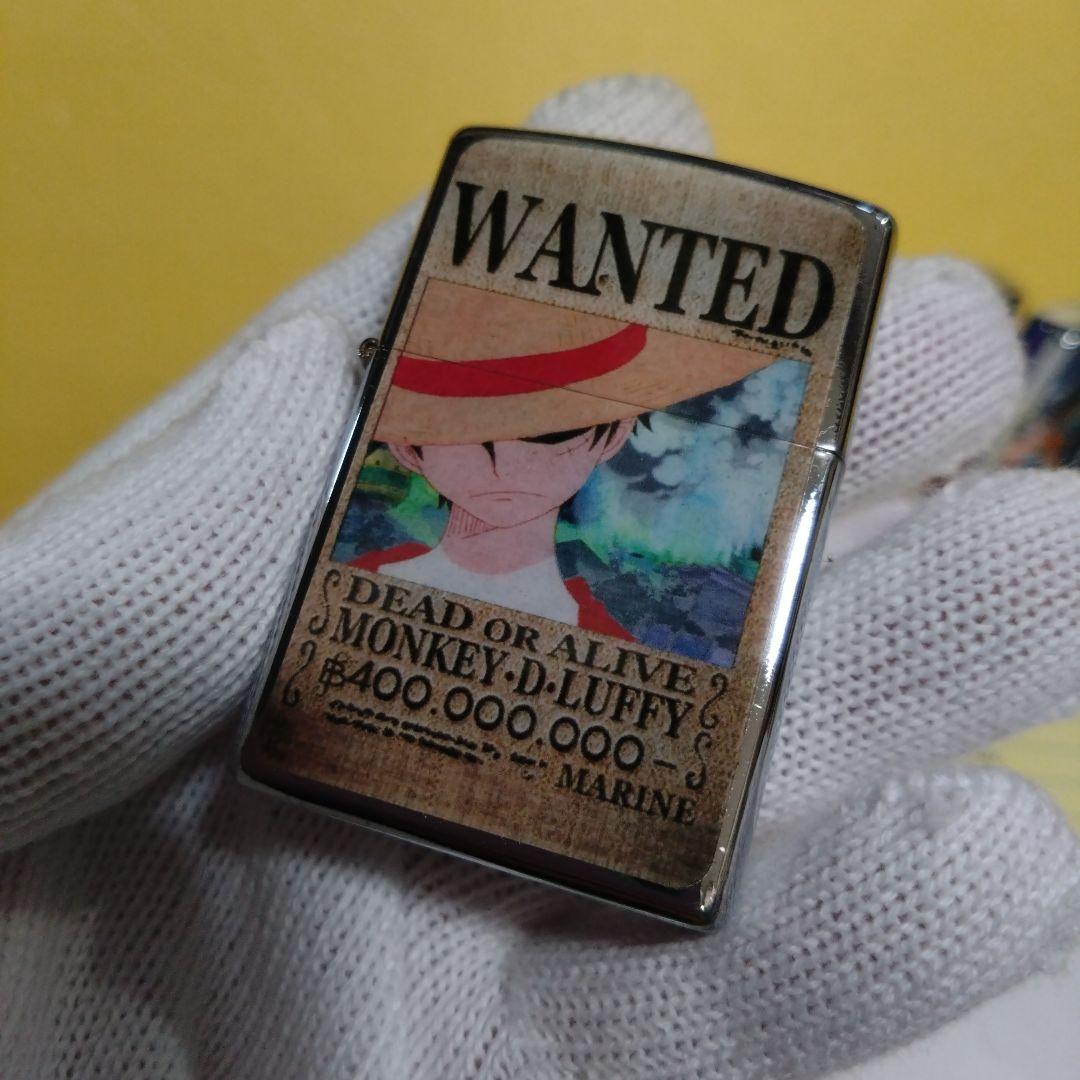 WANTED
DEAD OR ALIVE
MONKEY·D·LUFFY
฿400.000.000–
MARINE